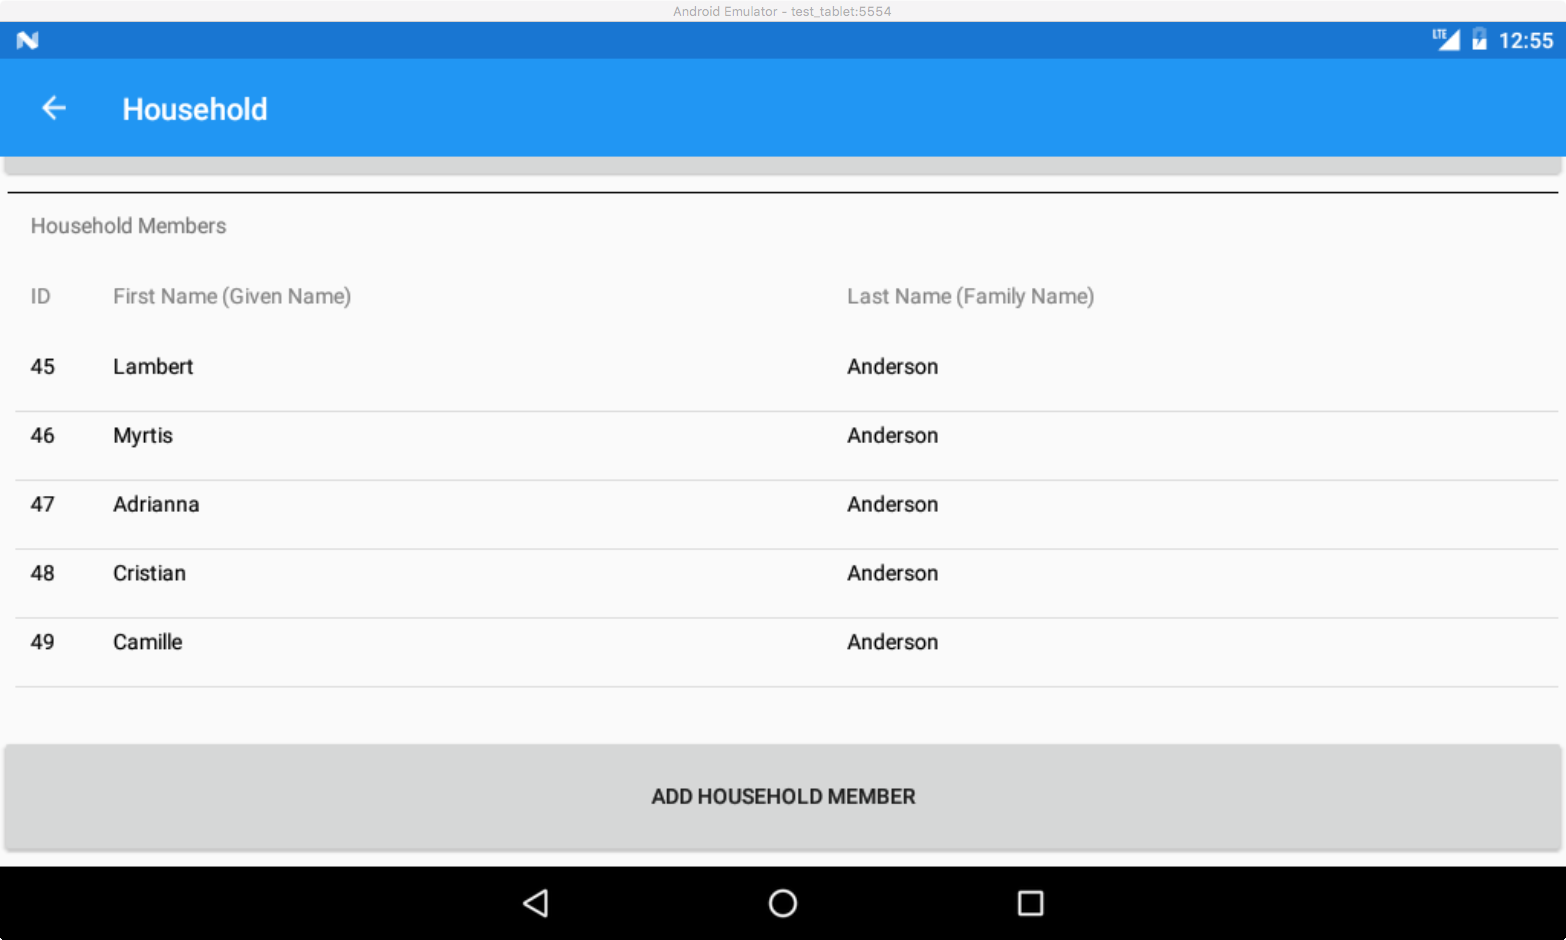 Android Emulator - test_tablet:5554
N LTE 12:55
Household
Household Members
ID First Name (Given Name) Last Name (Family Name)
45 Lambert Anderson
46 Myrtis Anderson
47 Adrianna Anderson
48 Cristian Anderson
49 Camille Anderson
ADD HOUSEHOLD MEMBER